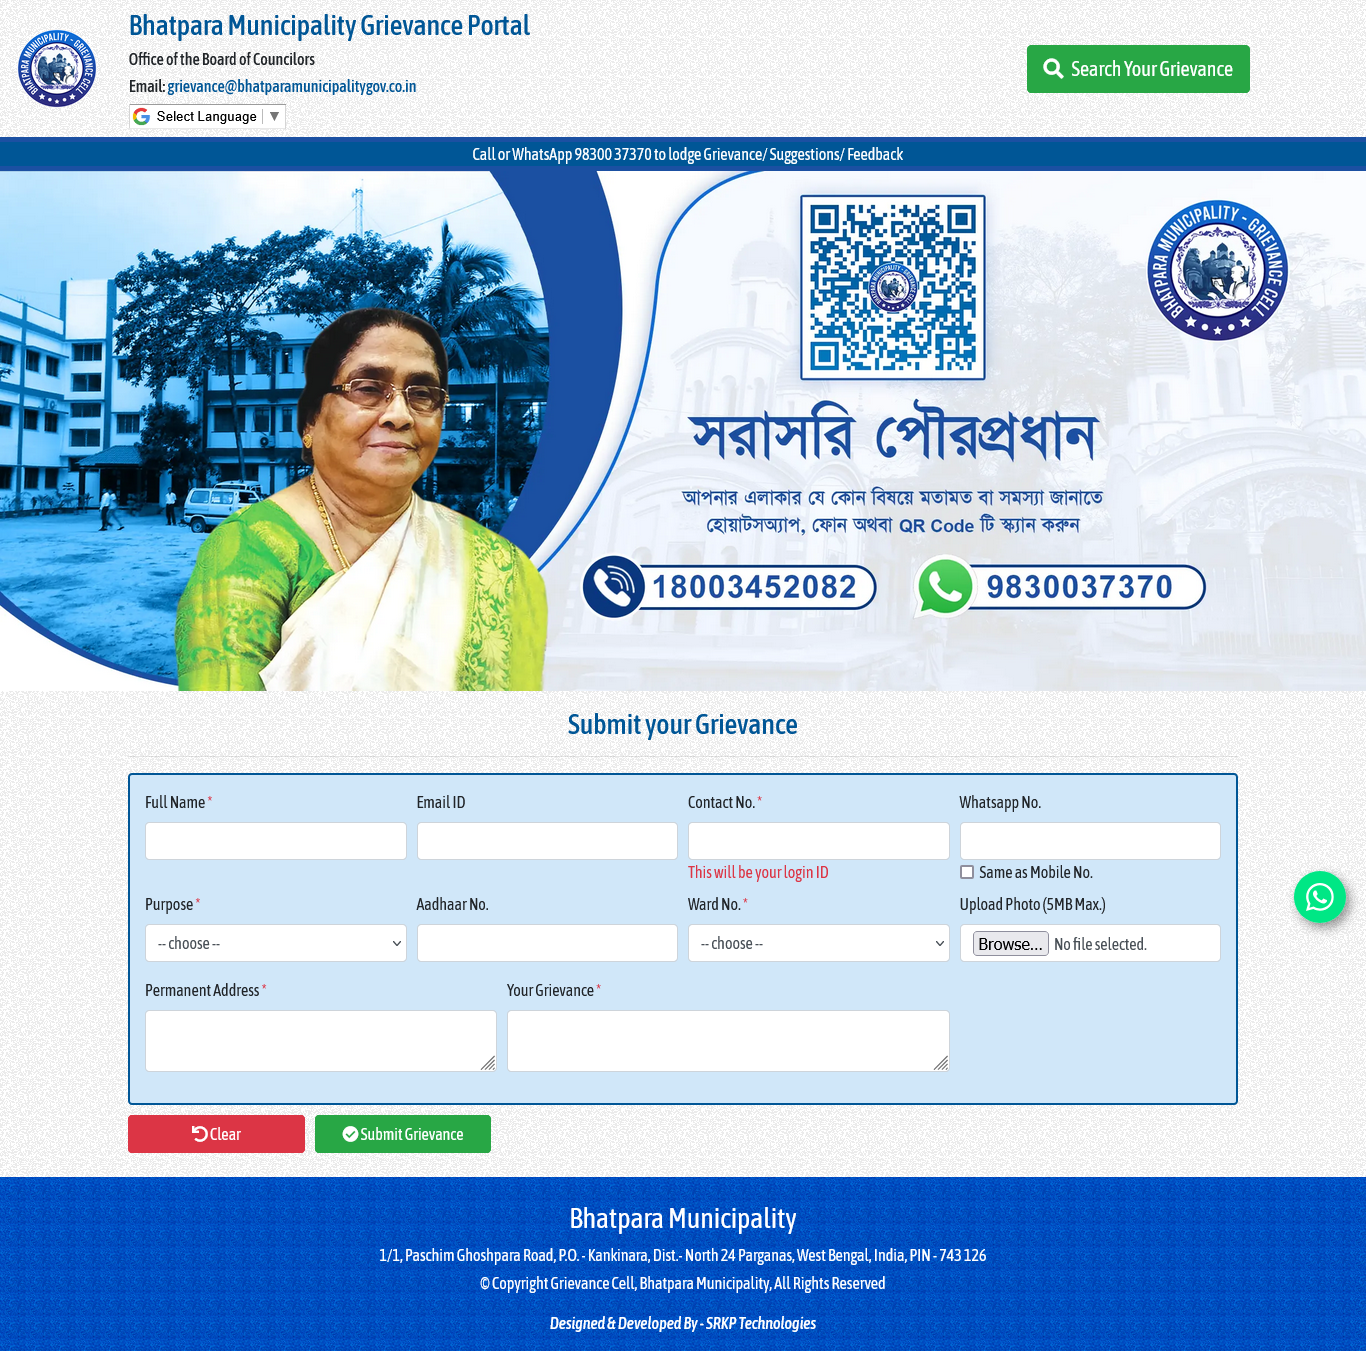 Bhatpara Municipality Grievance Portal
Office of the Board of Councilors
Email: grievance@bhatparamunicipalitygov.co.in
Select Language ▼
BHATPARA MUNICIPALITY - GRIEVANCE CELL
Search Your Grievance
Call or WhatsApp 98300 37370 to lodge Grievance/ Suggestions/ Feedback
BHATPARA MUNICIPALITY - GRIEVANCE CELL
সরাসরি পৌরপ্রধান
আপনার এলাকার যে কোন বিষয়ে মতামত বা সমস্যা জানাতে
হোয়াটসঅ্যাপ, ফোন অথবা QR Code টি স্ক্যান করুন
18003452082
9830037370
Submit your Grievance
Full Name *
Email ID
Contact No. *
Whatsapp No.
This will be your login ID
Same as Mobile No.
Purpose *
Aadhaar No.
Ward No. *
Upload Photo (5MB Max.)
-- choose --
-- choose --
Browse... No file selected.
Permanent Address *
Your Grievance *
Clear
Submit Grievance
Bhatpara Municipality
1/1, Paschim Ghoshpara Road, P.O. - Kankinara, Dist.- North 24 Parganas, West Bengal, India, PIN - 743 126
© Copyright Grievance Cell, Bhatpara Municipality, All Rights Reserved
Designed & Developed By - SRKP Technologies